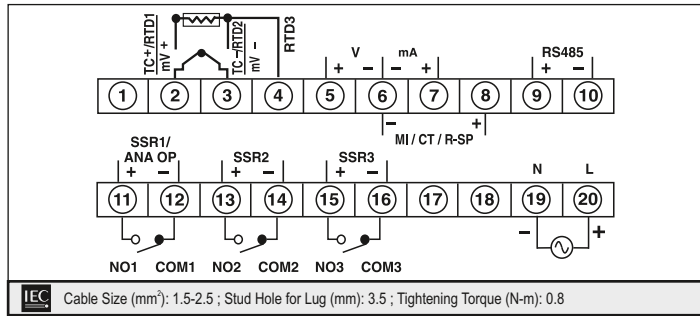 TC+/RTD1
mV +
TC-/RTD2
mV -
RTD3
V
mA
RS485
+ - - + + -
1 2 3 4 5 6 7 8 9 10
- +
MI / CT / R-SP
SSR1/
ANA OP
SSR2
SSR3
N L
+ - + - + -
11 12 13 14 15 16 17 18 19 20
- +
NO1 COM1 NO2 COM2 NO3 COM3
IEC Cable Size (mm²): 1.5-2.5 ; Stud Hole for Lug (mm): 3.5 ; Tightening Torque (N-m): 0.8